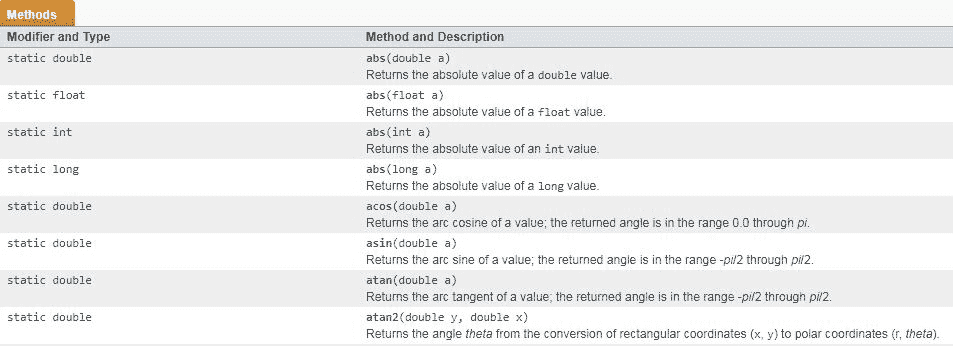 Methods
Modifier and Type Method and Description
static double abs(double a)
Returns the absolute value of a double value.
static float abs(float a)
Returns the absolute value of a float value.
static int abs(int a)
Returns the absolute value of an int value.
static long abs(long a)
Returns the absolute value of a long value.
static double acos(double a)
Returns the arc cosine of a value; the returned angle is in the range 0.0 through pi.
static double asin(double a)
Returns the arc sine of a value; the returned angle is in the range -pi/2 through pi/2.
static double atan(double a)
Returns the arc tangent of a value; the returned angle is in the range -pi/2 through pi/2.
static double atan2(double y, double x)
Returns the angle theta from the conversion of rectangular coordinates (x, y) to polar coordinates (r, theta).